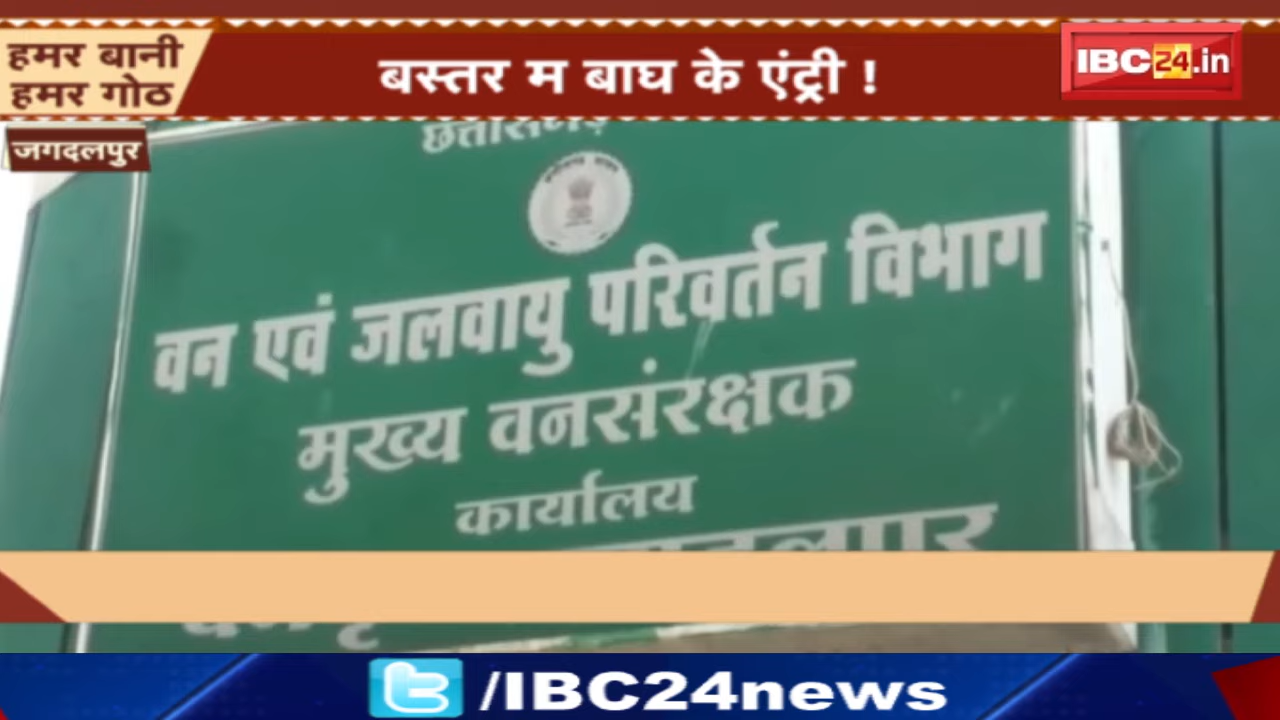 हमर बानी
हमर गोठ
बस्तर म बाघ के एंट्री !
IBC24.in
जगदलपुर
वन एवं जलवायु परिवर्तन विभाग
मुख्य वनसंरक्षक
कार्यालय
/IBC24news